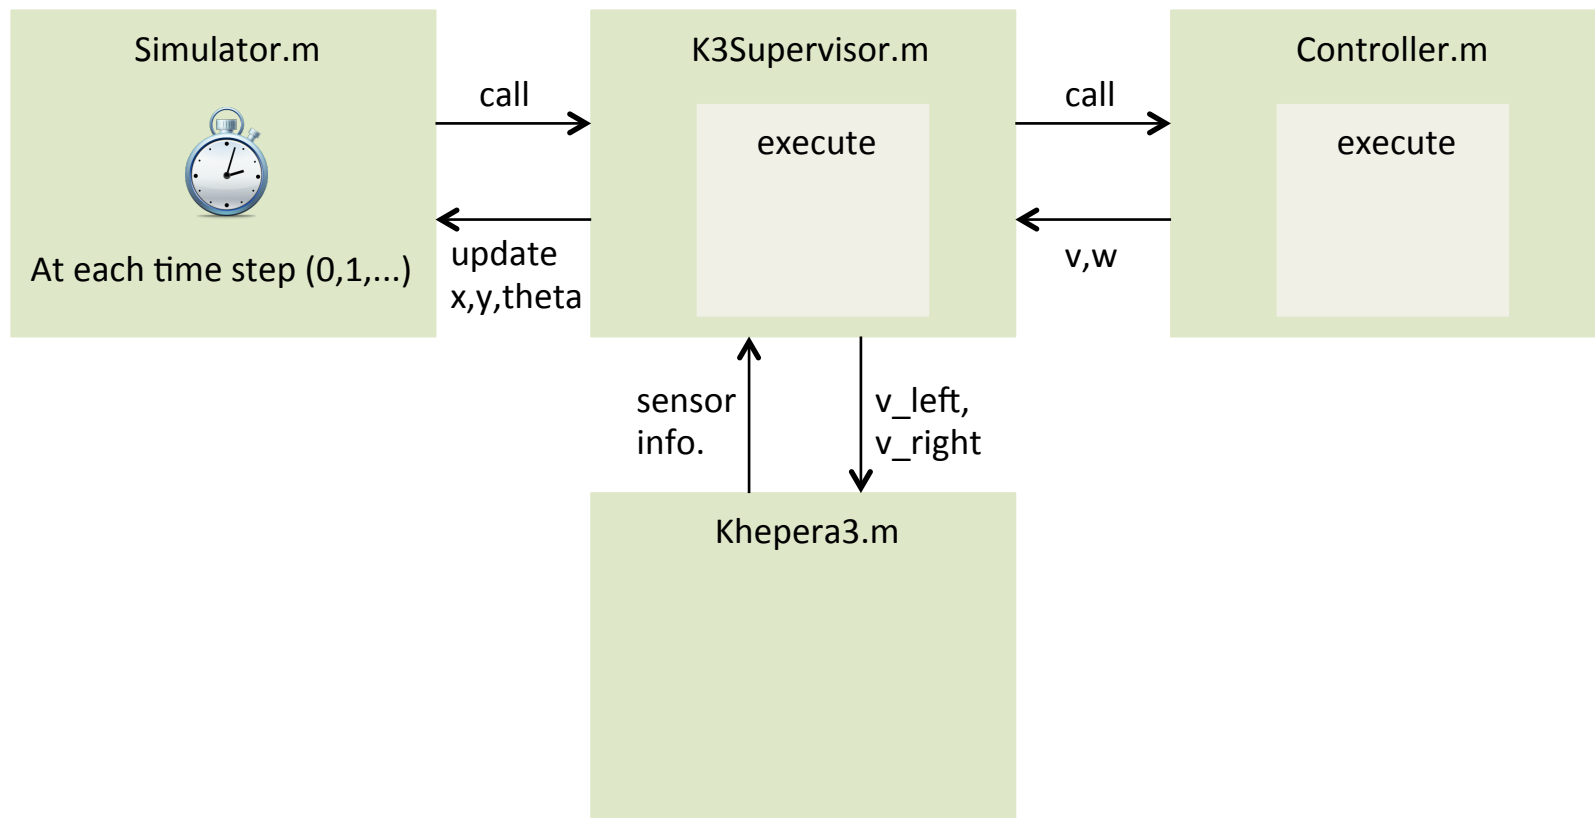 Simulator.m
At each time step (0,1,...)
call
update
x,y,theta
K3Supervisor.m
execute
call
v,w
Controller.m
execute
sensor
info.
v_left,
v_right
Khepera3.m